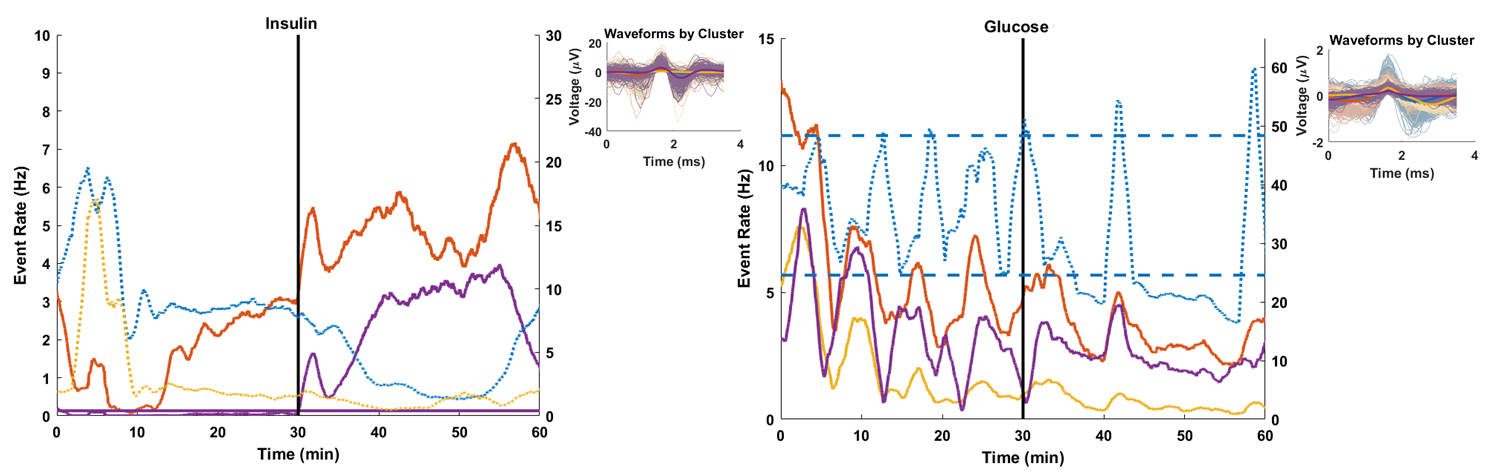 Insulin
10
9
8
7
6
5
4
3
2
1
0
Event Rate (Hz)
30
25
20
15
10
5
0
0 10 20 30 40 50 60
Time (min)
Waveforms by Cluster
20
0
-20
-40
Voltage (μV)
0 2 4
Time (ms)
Glucose
15
10
5
0
Event Rate (Hz)
60
50
40
30
20
10
0
0 10 20 30 40 50 60
Time (min)
Waveforms by Cluster
2
0
-2
Voltage (μV)
0 2 4
Time (ms)